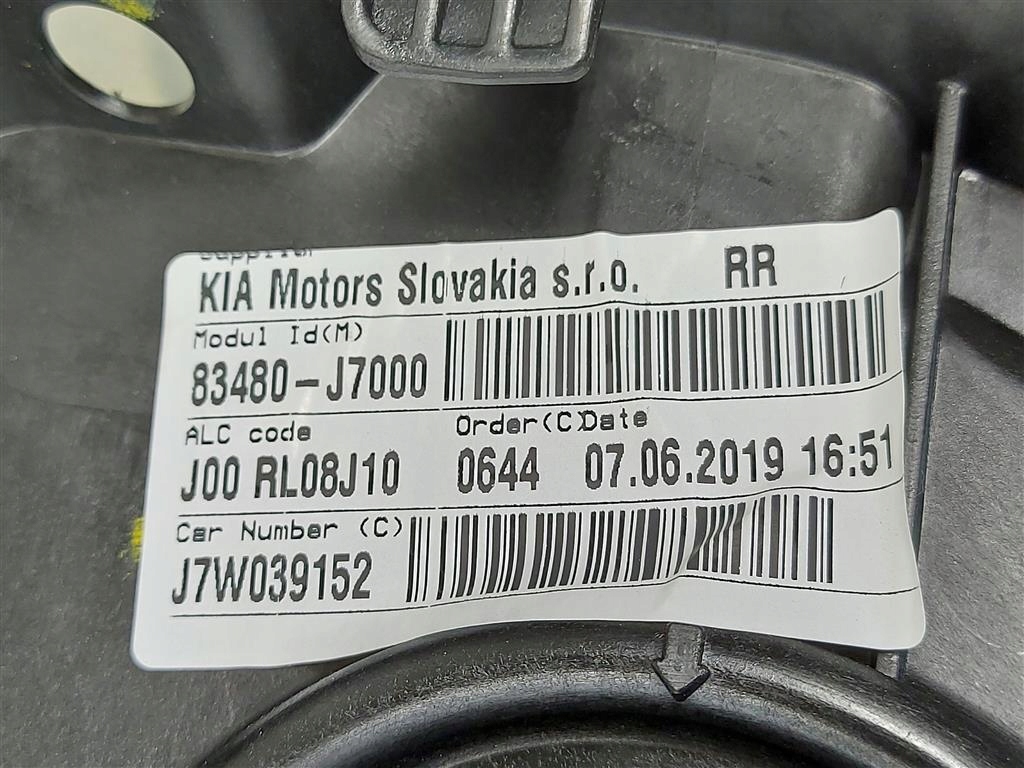 KIA Motors Slovakia s.r.o. RR
Modul Id(M)
83480-J7000
ALC code Order(C)Date
J00 RL08J10 0644 07.06.2019 16:51
Car Number (C)
J7W039152